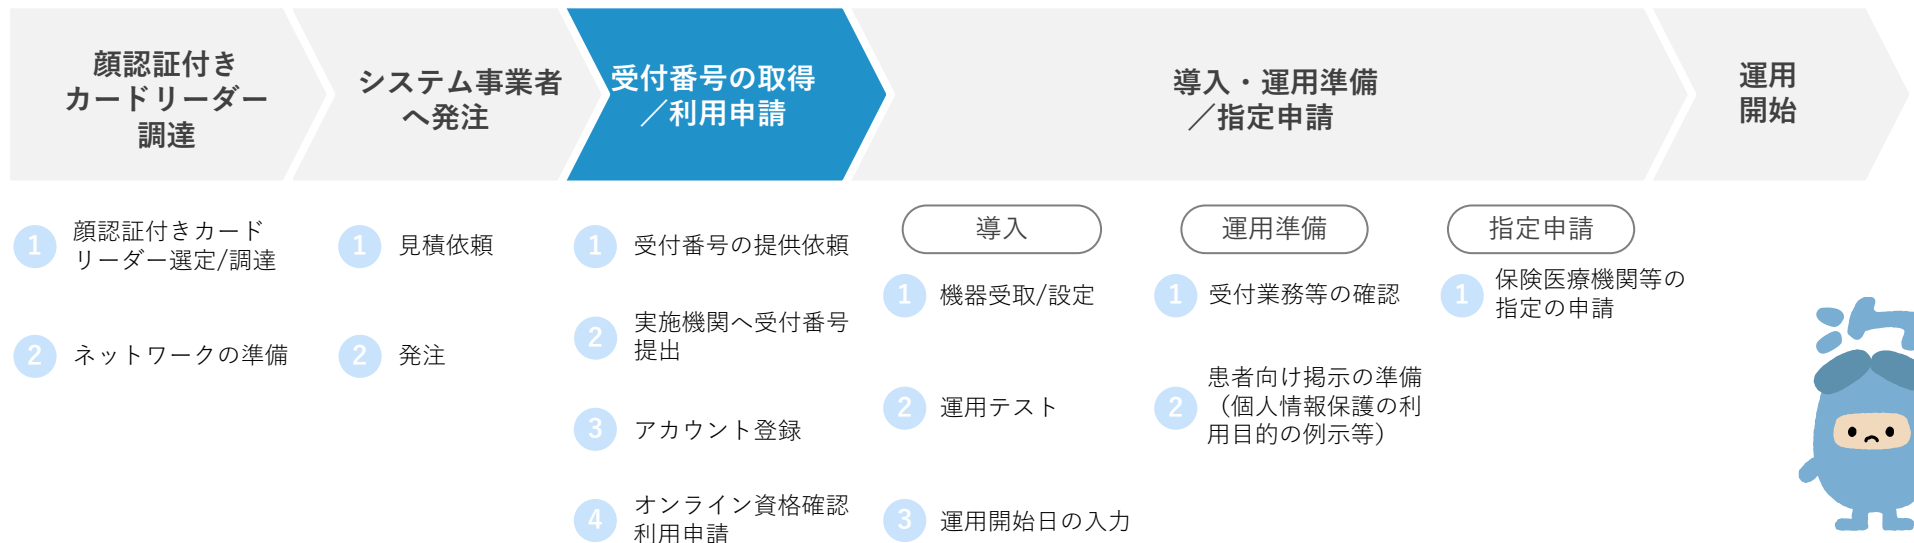 顔認証付き
カードリーダー
調達
システム事業者
へ発注
受付番号の取得
／利用申請
導入・運用準備
／指定申請
運用
開始
1
顔認証付きカード
リーダー選定/調達
2
ネットワークの準備
1
見積依頼
2
発注
1
受付番号の提供依頼
2
実施機関へ受付番号
提出
3
アカウント登録
4
オンライン資格確認
利用申請
導入
1
機器受取/設定
2
運用テスト
3
運用開始日の入力
運用準備
1
受付業務等の確認
2
患者向け掲示の準備
（個人情報保護の利
用目的の例示等）
指定申請
1
保険医療機関等の
指定の申請